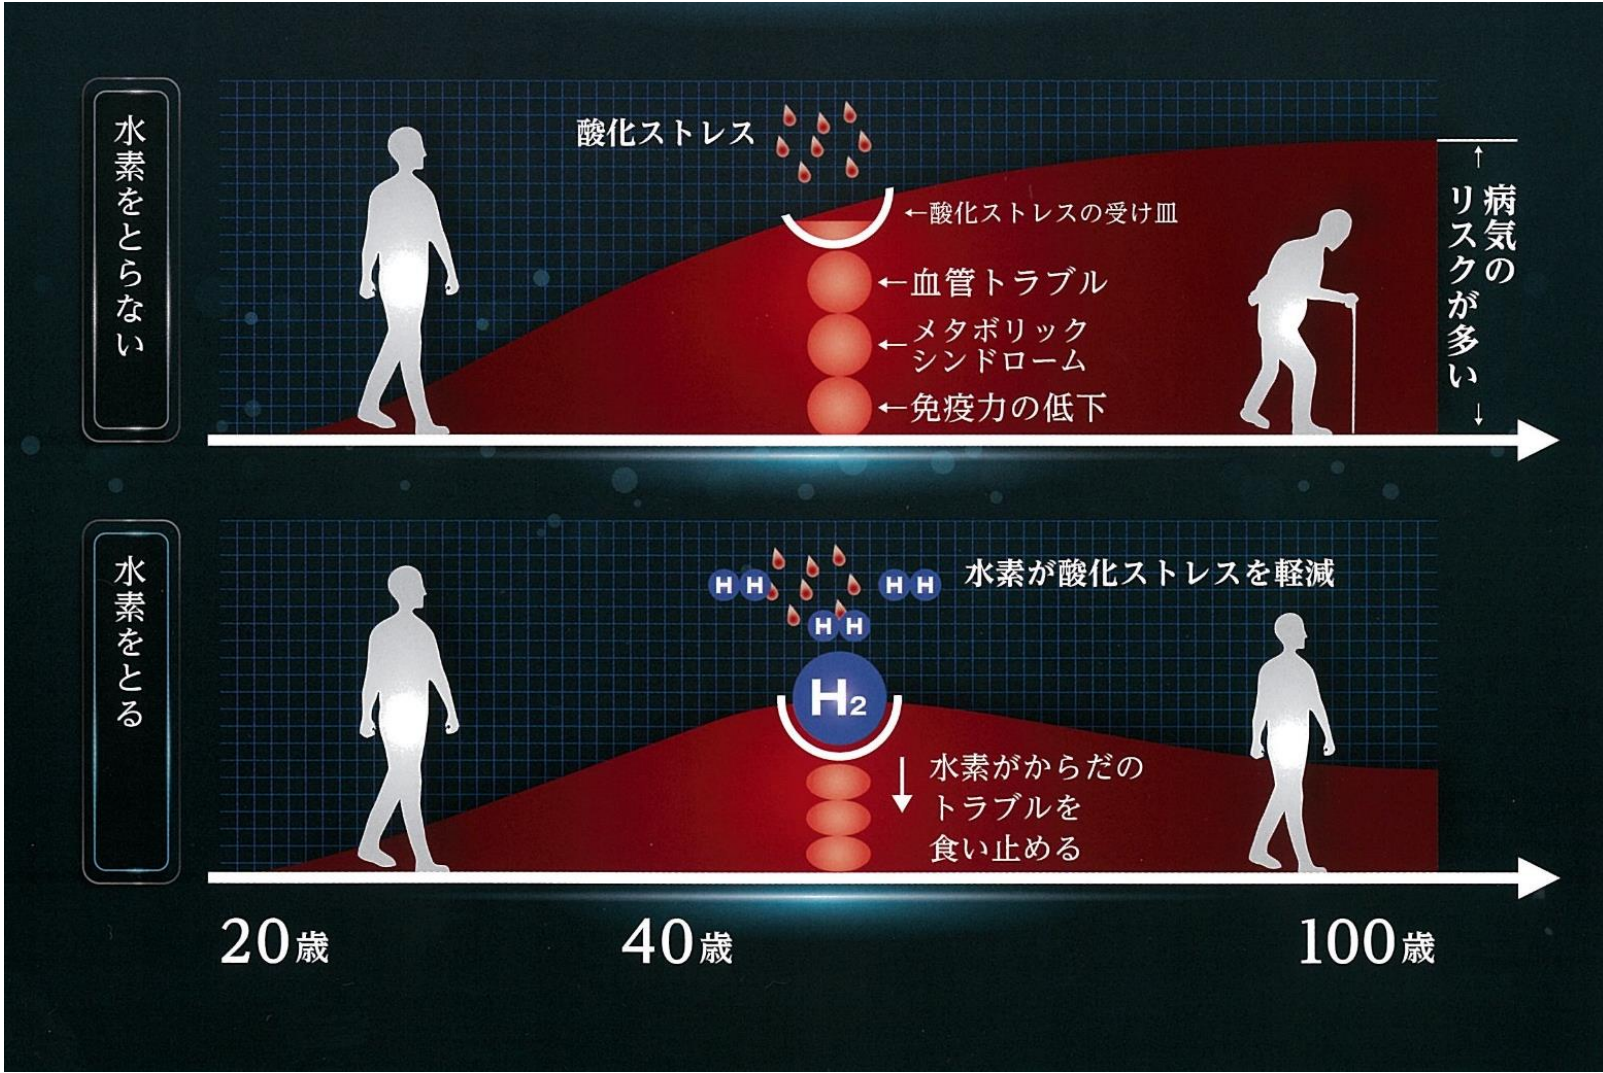 水素をとらない
酸化ストレス
←酸化ストレスの受け皿
←血管トラブル
←メタボリック
シンドローム
←免疫力の低下
病気の
リスクが多い
水素をとる
H H
H H
H H
水素が酸化ストレスを軽減
H2
水素がからだの
トラブルを
食い止める
20歳
40歳
100歳